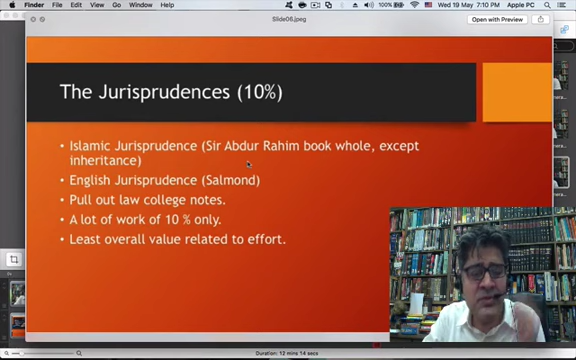 Finder File Edit View Go Window Help
100% Wed 19 May 7:10 PM Apple PC
Slide06.jpeg
Open with Preview
The Jurisprudences (10%)
• Islamic Jurisprudence (Sir Abdur Rahim book whole, except
inheritance)
• English Jurisprudence (Salmond)
• Pull out law college notes.
• A lot of work of 10 % only.
• Least overall value related to effort.
Duration: 12 mins 14 secs